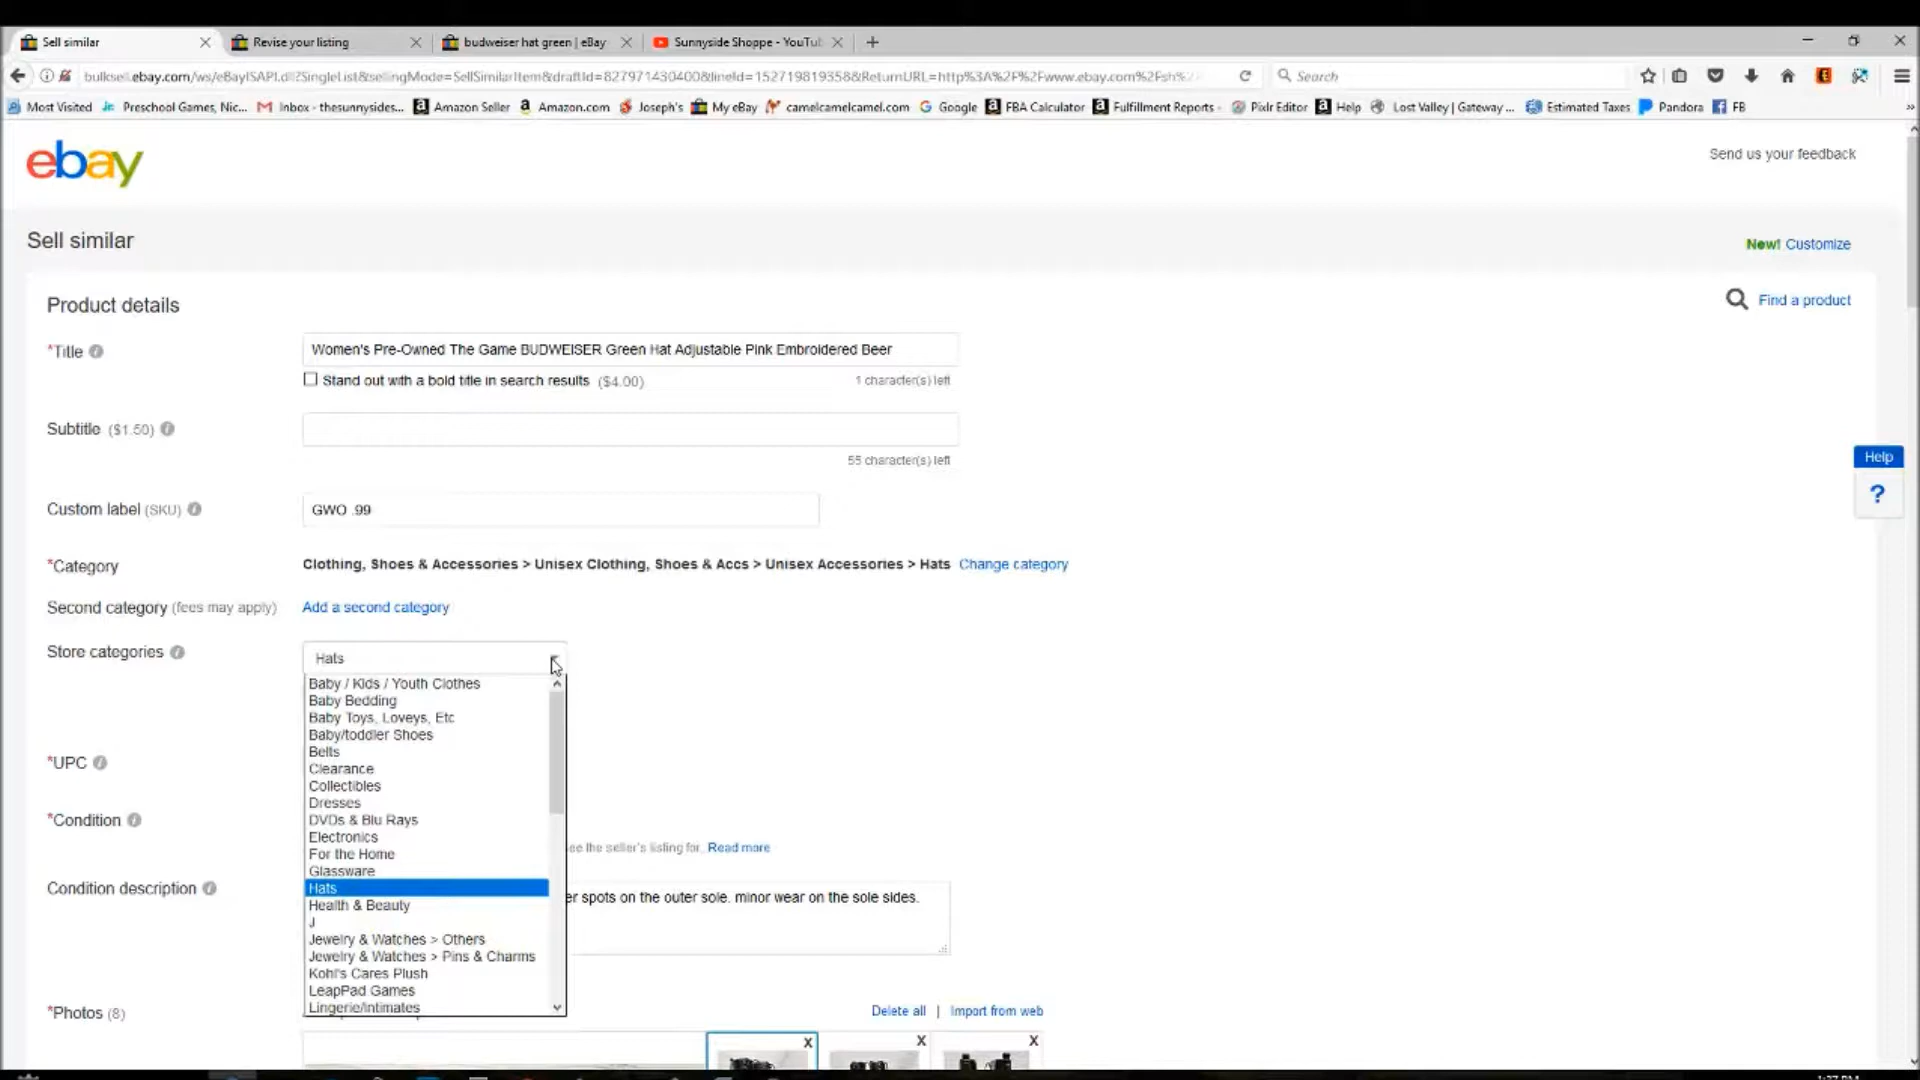 Sell similar
Revise your listing
budweiser hat green | eBay
Sunnyside Shoppe - YouTu
Search
Most Visited
Preschool Games, Nic...
Inbox - thesunnysides...
Amazon Seller
Amazon.com
Joseph's
My eBay
camelcamelcamel.com
Google
FBA Calculator
Fulfillment Reports -
Pixlr Editor
Help
Lost Valley | Gateway ...
Estimated Taxes
Pandora
FB
ebay
Send us your feedback
Sell similar
New! Customize
Product details
Find a product
*Title
Women's Pre-Owned The Game BUDWEISER Green Hat Adjustable Pink Embroidered Beer
Stand out with a bold title in search results ($4.00)
1 character(s) left
Subtitle ($1.50)
55 character(s) left
Help
?
Custom label (SKU)
GWO .99
*Category
Clothing, Shoes & Accessories > Unisex Clothing, Shoes & Accs > Unisex Accessories > Hats Change category
Second category (fees may apply)
Add a second category
Store categories
Hats
Baby / Kids / Youth Clothes
Baby Bedding
Baby Toys, Loveys, Etc
Baby/toddler Shoes
Belts
*UPC
Clearance
Collectibles
Dresses
*Condition
DVDs & Blu Rays
Electronics
see the seller's listing for. Read more
For the Home
Glassware
Condition description
Hats
er spots on the outer sole. minor wear on the sole sides.
Health & Beauty
J
Jewelry & Watches > Others
Jewelry & Watches > Pins & Charms
Kohl's Cares Plush
LeapPad Games
Lingerie/Intimates
*Photos (8)
Delete all | Import from web
X
X
X